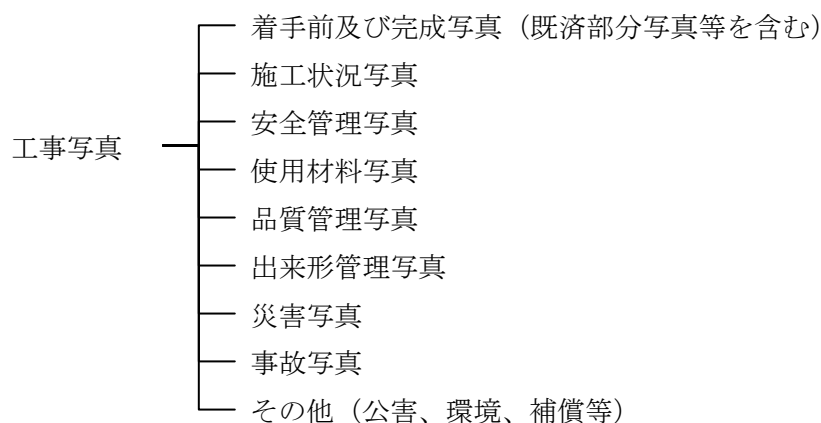 着手前及び完成写真（既済部分写真等を含む）
施工状況写真
安全管理写真
工事写真
使用材料写真
品質管理写真
出来形管理写真
災害写真
事故写真
その他（公害、環境、補償等）